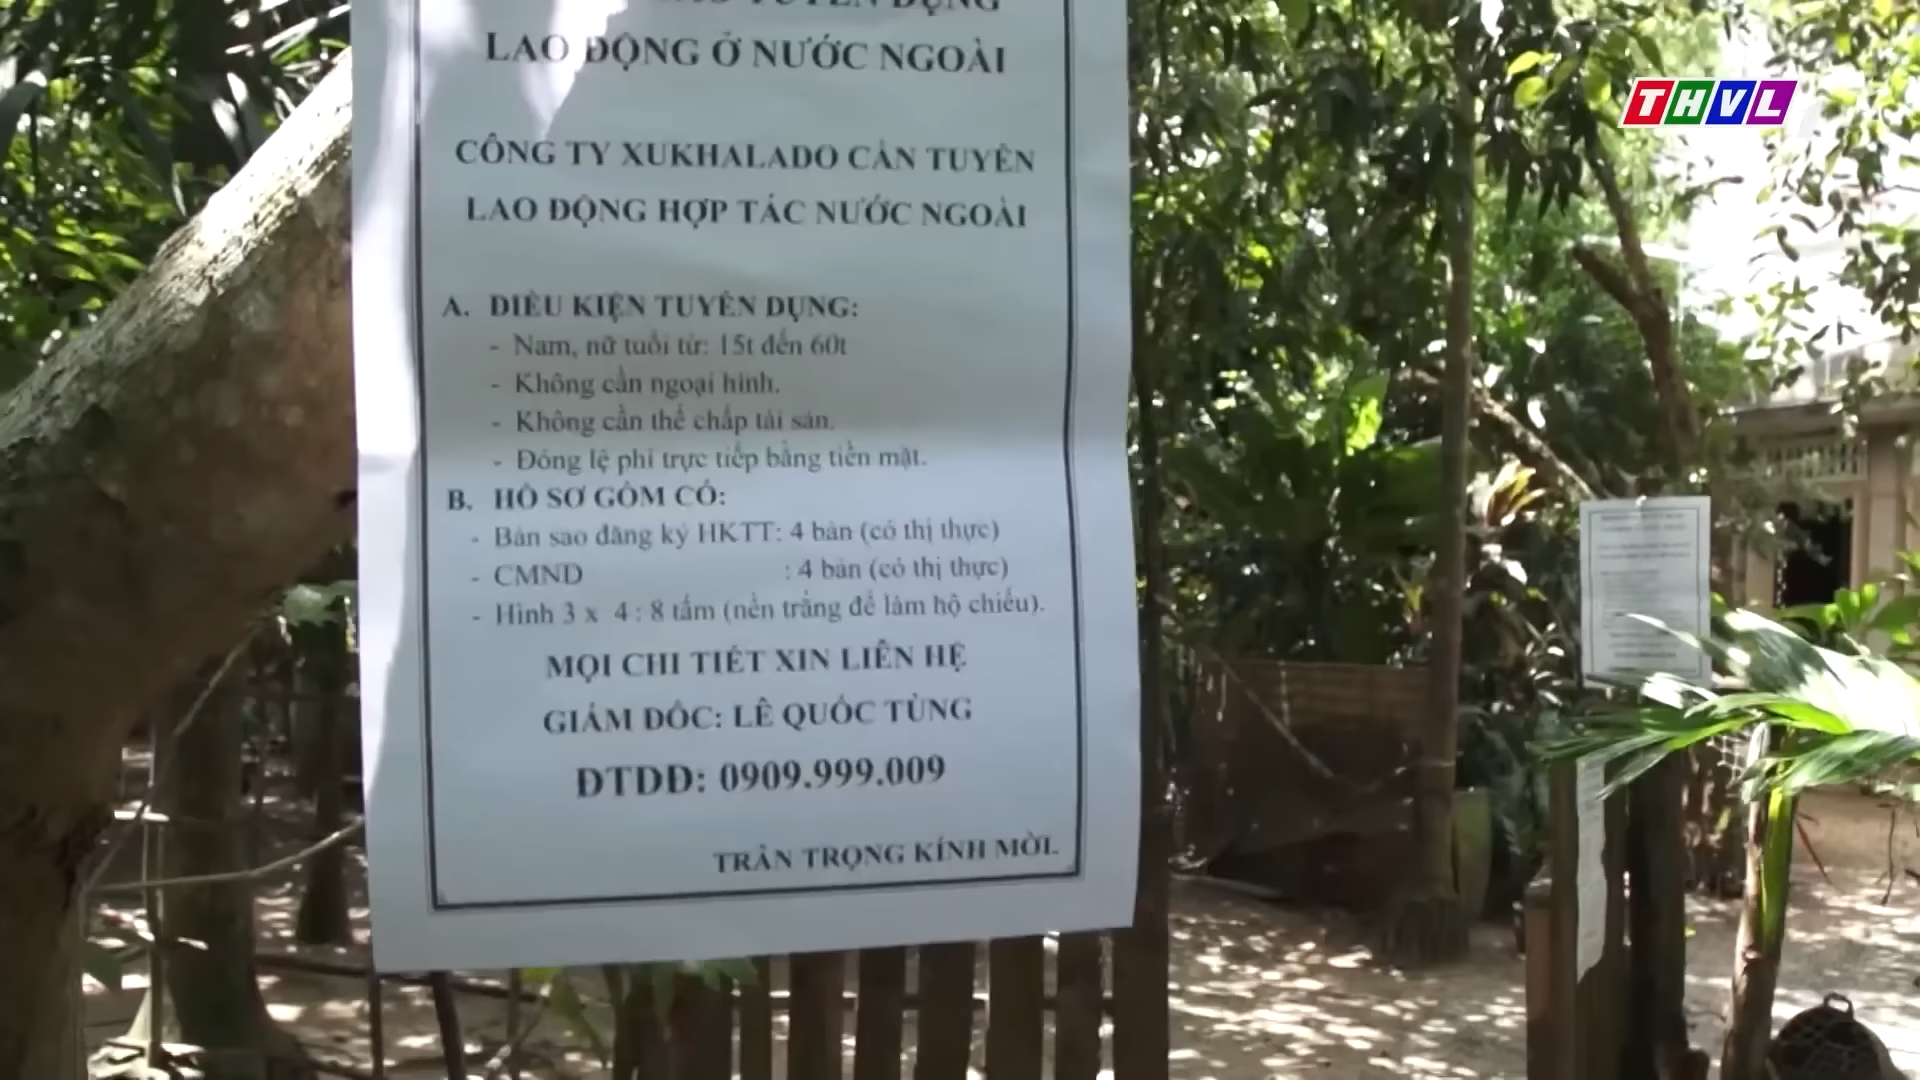 TUYỂN DỤNG
LAO ĐỘNG Ở NƯỚC NGOÀI
THVL
CÔNG TY XUKHALADO CẦN TUYỂN
LAO ĐỘNG HỢP TÁC NƯỚC NGOÀI
A. ĐIỀU KIỆN TUYỂN DỤNG:
- Nam, nữ tuổi từ: 15t đến 60t
- Không cần ngoại hình.
- Không cần thế chấp tài sản.
- Đóng lệ phí trực tiếp bằng tiền mặt.
B. HỒ SƠ GỒM CÓ:
- Bản sao đăng ký HKTT: 4 bản (có thị thực)
- CMND : 4 bản (có thị thực)
- Hình 3 x 4 : 8 tấm (nền trắng để làm hộ chiếu).
MỌI CHI TIẾT XIN LIÊN HỆ
GIÁM ĐỐC: LÊ QUỐC TÙNG
ĐTDĐ: 0909.999.009
TRÂN TRỌNG KÍNH MỜI.